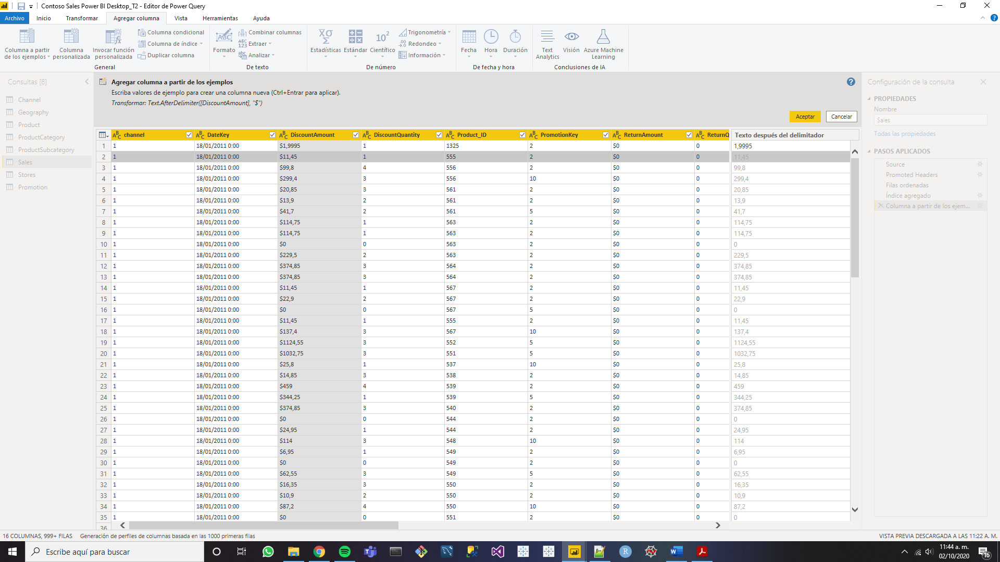 Contoso Sales Power BI Desktop_T2 - Editor de Power Query
Archivo Inicio Transformar Agregar columna Vista Herramientas Ayuda
Columna a partir de los ejemplos
Columna personalizada
Invocar función personalizada
Columna condicional
Columna de índice
Duplicar columna
General
Formato
Combinar columnas
Extraer
Analizar
De texto
Estadísticas
Estándar
Científico
Trigonometría
Redondeo
Información
De número
Fecha
Hora
Duración
De fecha y hora
Text Analytics
Visión
Azure Machine Learning
Conclusiones de IA
Consultas [8]
Channel
Geography
Product
ProductCategory
ProductSubcategory
Sales
Stores
Promotion
Agregar columna a partir de los ejemplos
Escriba valores de ejemplo para crear una columna nueva (Ctrl+Entrar para aplicar).
Transformar: Text.AfterDelimiter([DiscountAmount], "$")
Aceptar Cancelar
channel DateKey DiscountAmount DiscountQuantity Product_ID PromotionKey ReturnAmount ReturnQ Texto después del delimitador
1 1 18/01/2011 0:00 $1,9995 1 1325 2 $0 0 1,9995
2 1 18/01/2011 0:00 $11,45 1 555 2 $0 0 11,45
3 1 18/01/2011 0:00 $99,8 4 556 2 $0 0 99,8
4 1 18/01/2011 0:00 $299,4 3 556 10 $0 0 299,4
5 1 18/01/2011 0:00 $20,85 3 561 2 $0 0 20,85
6 1 18/01/2011 0:00 $13,9 2 561 2 $0 0 13,9
7 1 18/01/2011 0:00 $41,7 2 561 5 $0 0 41,7
8 1 18/01/2011 0:00 $114,75 1 563 2 $0 0 114,75
9 1 18/01/2011 0:00 $114,75 1 563 2 $0 0 114,75
10 1 18/01/2011 0:00 $0 0 563 2 $0 0 0
11 1 18/01/2011 0:00 $229,5 2 563 2 $0 0 229,5
12 1 18/01/2011 0:00 $374,85 3 564 2 $0 0 374,85
13 1 18/01/2011 0:00 $374,85 3 564 2 $0 0 374,85
14 1 18/01/2011 0:00 $11,45 1 567 2 $0 0 11,45
15 1 18/01/2011 0:00 $22,9 2 567 2 $0 0 22,9
16 1 18/01/2011 0:00 $0 0 567 5 $0 0 0
17 1 18/01/2011 0:00 $11,45 1 555 2 $0 0 11,45
18 1 18/01/2011 0:00 $137,4 3 567 10 $0 0 137,4
19 1 18/01/2011 0:00 $1124,55 3 552 5 $0 0 1124,55
20 1 18/01/2011 0:00 $1032,75 3 551 5 $0 0 1032,75
21 1 18/01/2011 0:00 $25,8 1 537 10 $0 0 25,8
22 1 18/01/2011 0:00 $14,85 3 538 2 $0 0 14,85
23 1 18/01/2011 0:00 $459 4 539 2 $0 0 459
24 1 18/01/2011 0:00 $344,25 1 539 5 $0 0 344,25
25 1 18/01/2011 0:00 $374,85 3 540 2 $0 0 374,85
26 1 18/01/2011 0:00 $0 0 544 2 $0 0 0
27 1 18/01/2011 0:00 $24,95 1 544 2 $0 0 24,95
28 1 18/01/2011 0:00 $114 3 548 10 $0 0 114
29 1 18/01/2011 0:00 $6,95 1 549 2 $0 0 6,95
30 1 18/01/2011 0:00 $0 0 549 2 $0 0 0
31 1 18/01/2011 0:00 $62,55 3 549 5 $0 0 62,55
32 1 18/01/2011 0:00 $16,35 3 550 2 $0 0 16,35
33 1 18/01/2011 0:00 $10,9 2 550 2 $0 0 10,9
34 1 18/01/2011 0:00 $87,2 4 550 10 $0 0 87,2
35 1 18/01/2011 0:00 $0 0 551 2 $0 0 0
36
Configuración de la consulta
PROPIEDADES
Nombre
Sales
Todas las propiedades
PASOS APLICADOS
Source
Promoted Headers
Filas ordenadas
Índice agregado
Columna a partir de los ejem...
16 COLUMNAS, 999+ FILAS Generación de perfiles de columnas basada en las 1000 primeras filas VISTA PREVIA DESCARGADA A LAS 11:22 A. M.
Escribe aquí para buscar
11:44 a. m.
02/10/2020
16